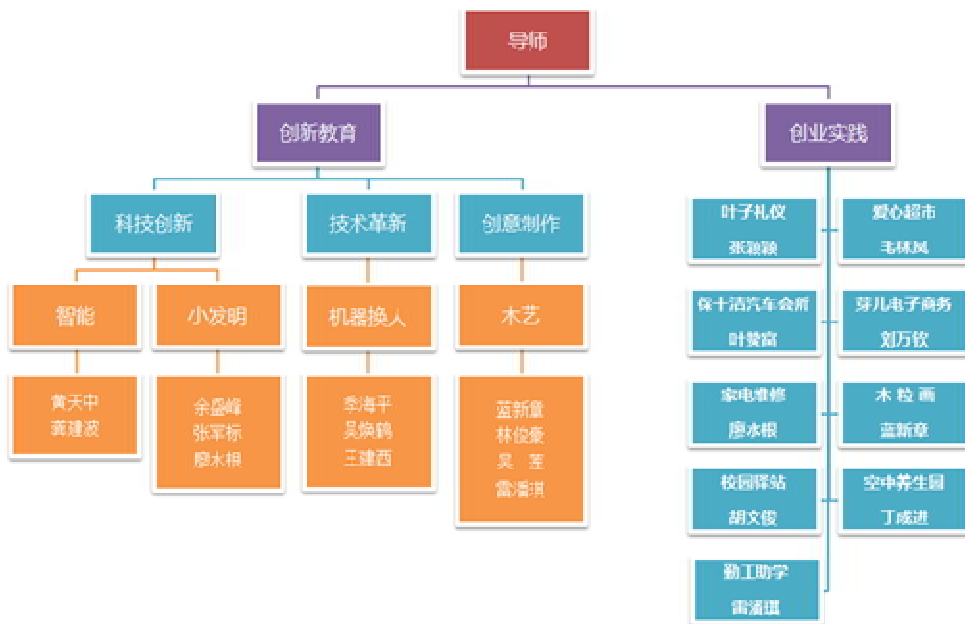 导师
创新教育
创业实践
科技创新
技术革新
创意制作
智能
小发明
机器换人
木艺
黄天中
龚建波
余盛峰
张军标
廖水根
季海平
吴焕鹤
王建西
蓝新章
林俊豪
吴 莲
雷潘琪
叶子礼仪
张颖颖
爱心超市
毛林凤
保十洁汽车会所
叶赞富
芽儿电子商务
刘万钦
家电维修
廖水根
木 粒 画
蓝新章
校园驿站
胡文俊
空中养生园
丁成进
勤工助学
雷潘琪